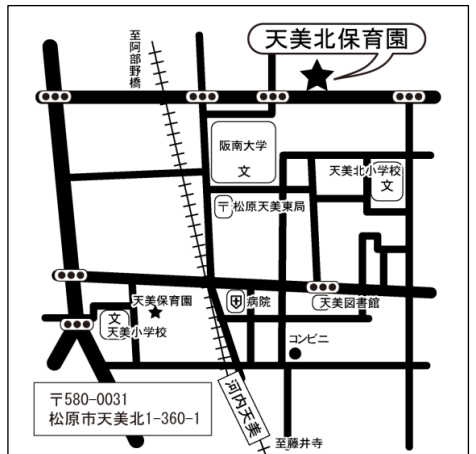 天美北保育園
至阿部野橋
阪南大学
文
天美北小学校
文
〒松原天美東局
天美保育園
病院
天美図書館
文
天美小学校
コンビニ
〒580-0031
松原市天美北1-360-1
河内天美
至藤井寺